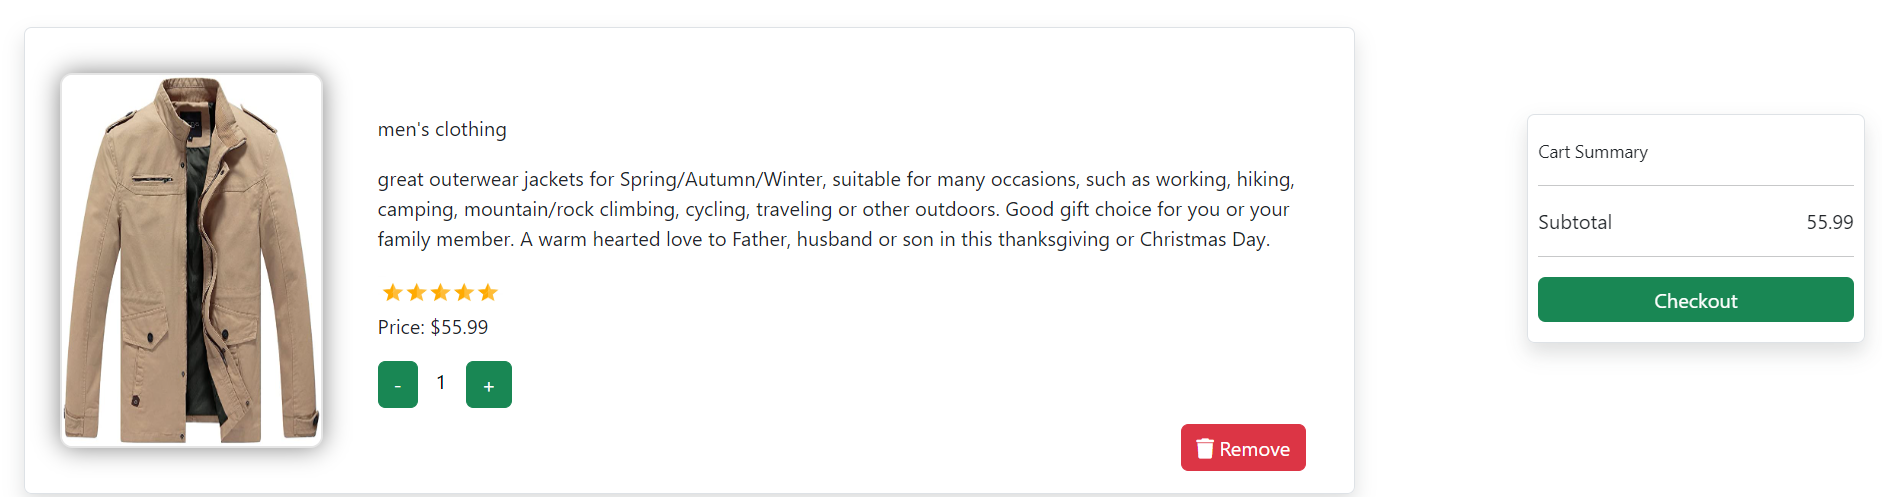 men's clothing
great outerwear jackets for Spring/Autumn/Winter, suitable for many occasions, such as working, hiking,
camping, mountain/rock climbing, cycling, traveling or other outdoors. Good gift choice for you or your
family member. A warm hearted love to Father, husband or son in this thanksgiving or Christmas Day.
Price: $55.99
- 1 +
Remove
Cart Summary
Subtotal 55.99
Checkout